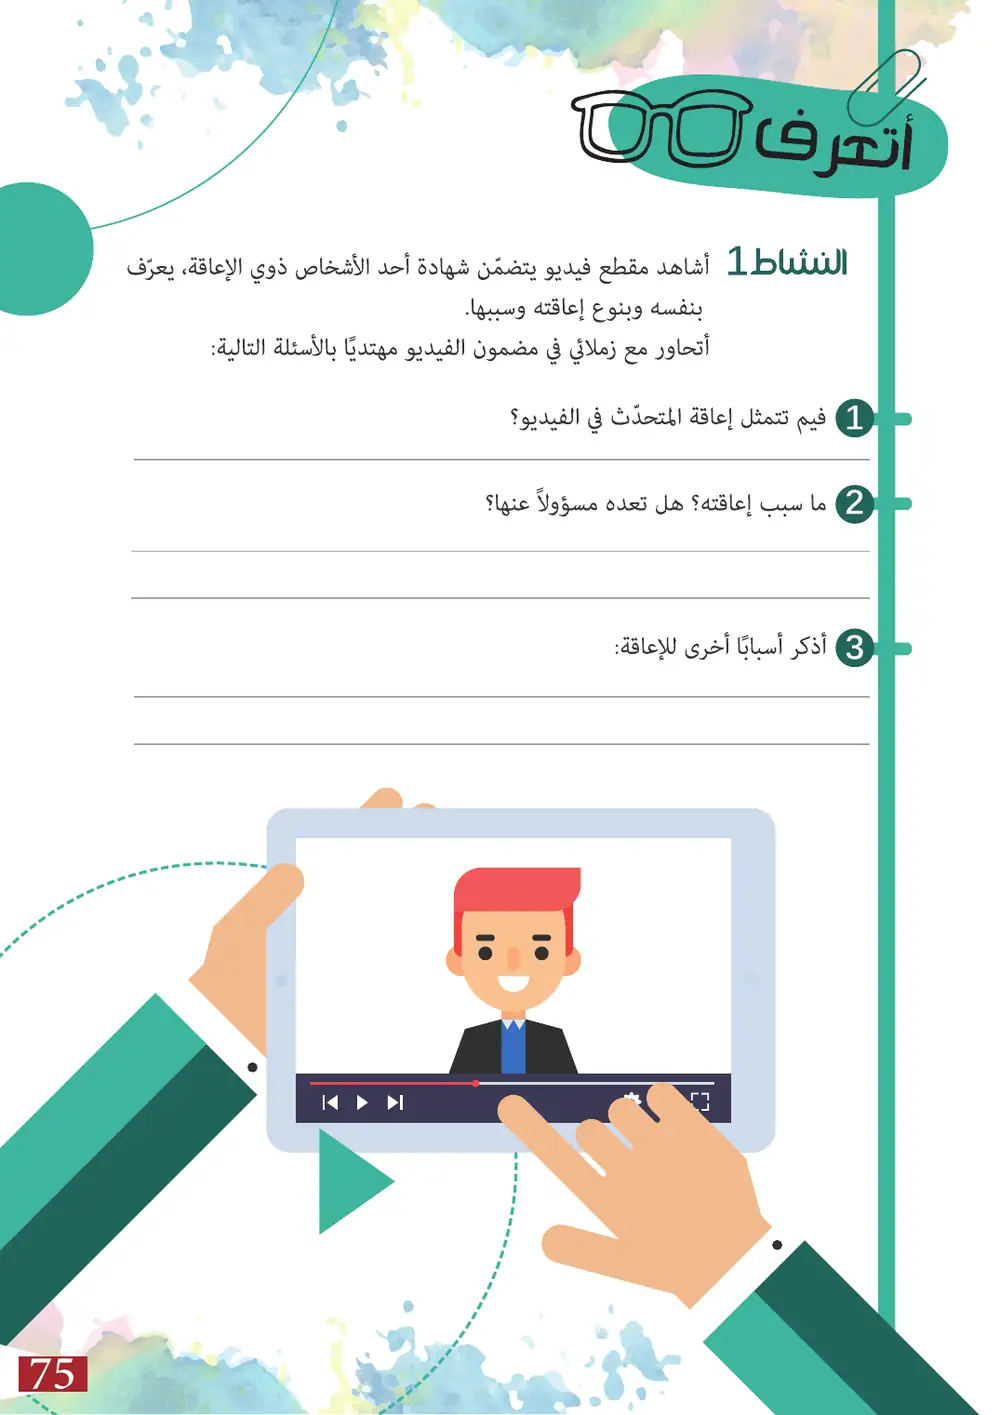 أتعرف
النشاط 1
أشاهد مقطع فيديو يتضمّن شهادة أحد الأشخاص ذوي الإعاقة، يعرّف
بنفسه وبنوع إعاقته وسببها.
أتحاور مع زملائي في مضمون الفيديو مهتديًا بالأسئلة التالية:
1 فيم تتمثل إعاقة المتحدّث في الفيديو؟
2 ما سبب إعاقته؟ هل تعده مسؤولاً عنها؟
3 أذكر أسبابًا أخرى للإعاقة:
75